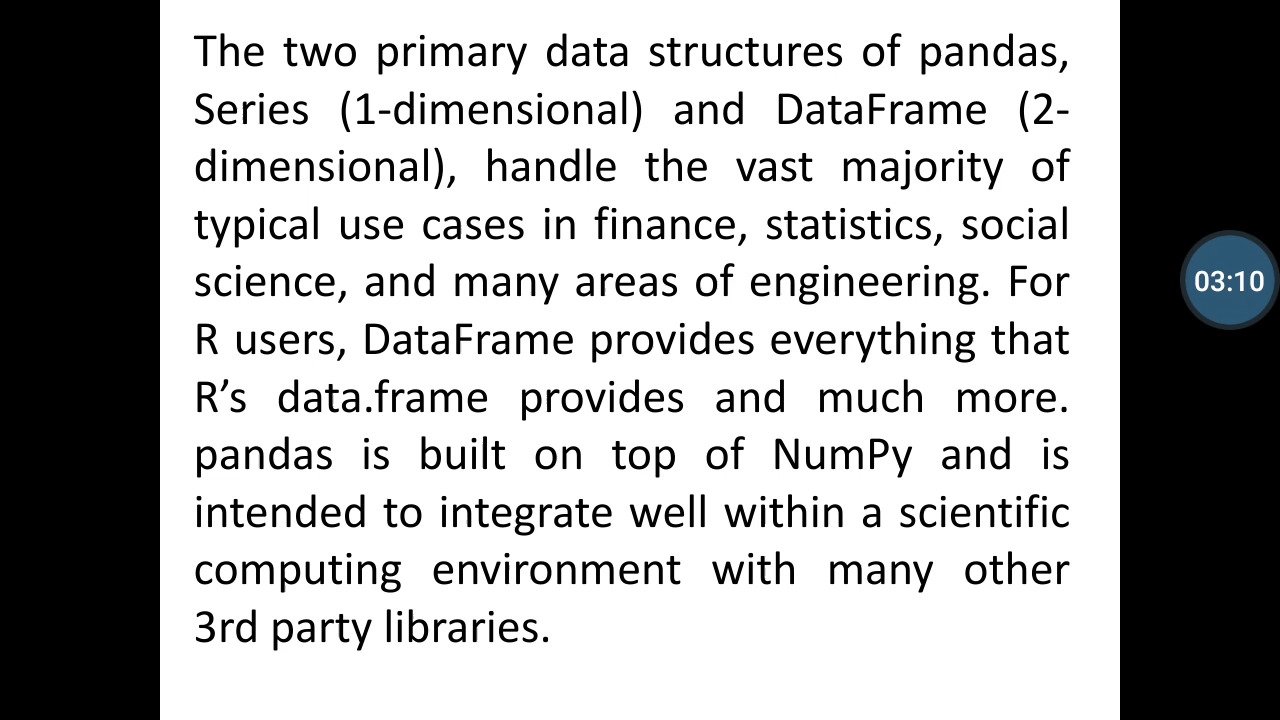 The two primary data structures of pandas,
Series (1-dimensional) and DataFrame (2-
dimensional), handle the vast majority of
typical use cases in finance, statistics, social
science, and many areas of engineering. For
R users, DataFrame provides everything that
R’s data.frame provides and much more.
pandas is built on top of NumPy and is
intended to integrate well within a scientific
computing environment with many other
3rd party libraries.
03:10